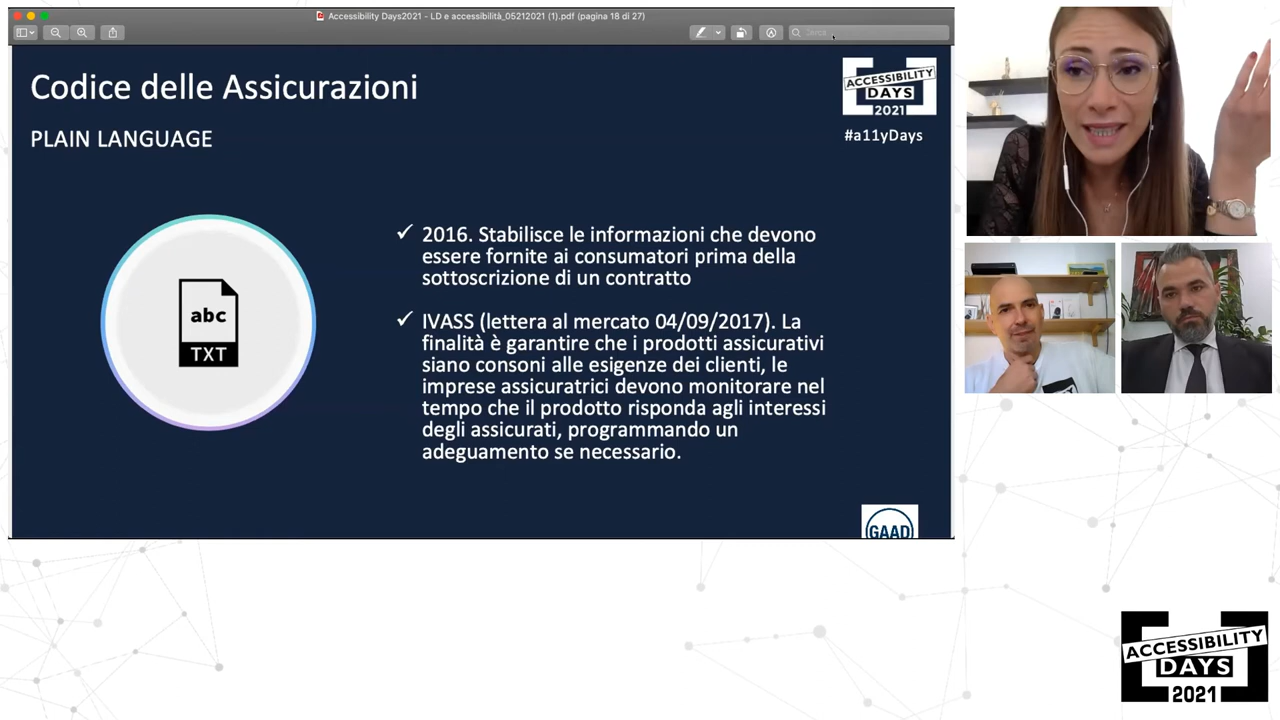 Accessibility Days2021 - LD e accessibilità_05212021 (1).pdf (pagina 18 di 27)
Cerca
Codice delle Assicurazioni
PLAIN LANGUAGE
ACCESSIBILITY
DAYS
2021
#a11yDays
abc
TXT
✓ 2016. Stabilisce le informazioni che devono
essere fornite ai consumatori prima della
sottoscrizione di un contratto
✓ IVASS (lettera al mercato 04/09/2017). La
finalità è garantire che i prodotti assicurativi
siano consoni alle esigenze dei clienti, le
imprese assicuratrici devono monitorare nel
tempo che il prodotto risponda agli interessi
degli assicurati, programmando un
adeguamento se necessario.
GAAD
ACCESSIBILITY
DAYS
2021